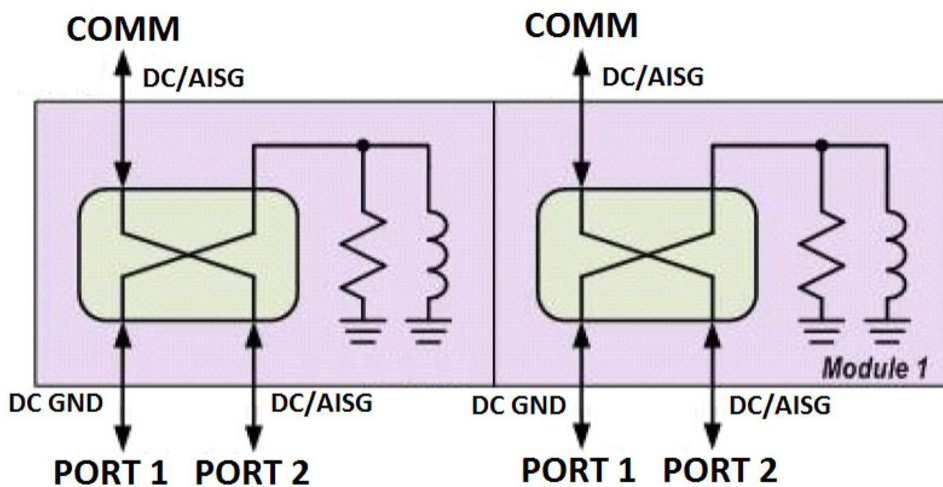 COMM
DC/AISG
COMM
DC/AISG
Module 1
DC GND
DC/AISG
DC GND
DC/AISG
PORT 1
PORT 2
PORT 1
PORT 2